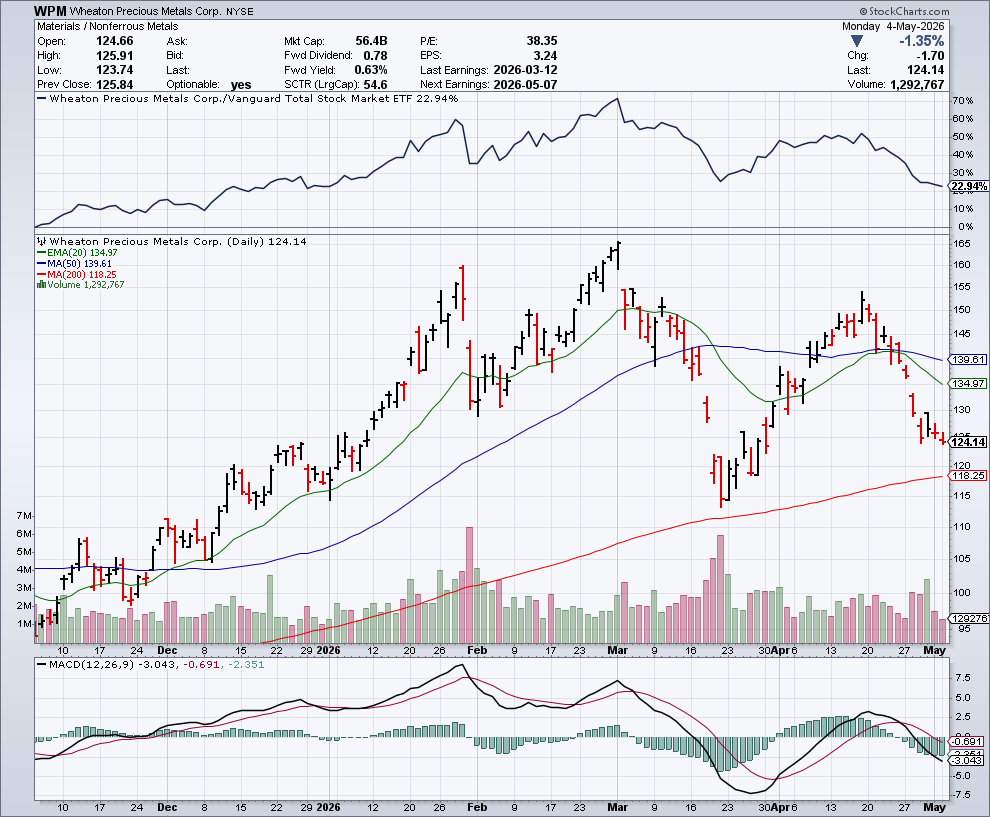 WPM Wheaton Precious Metals Corp. NYSE © StockCharts.com
Materials / Nonferrous Metals Monday 4-May-2026
Open: 124.66 Ask: Mkt Cap: 56.4B P/E: 38.35 -1.35%
High: 125.91 Bid: Fwd Dividend: 0.78 EPS: 3.24 Chg: -1.70
Low: 123.74 Last: Fwd Yield: 0.63% Last Earnings: 2026-03-12 Last: 124.14
Prev Close: 125.84 Optionable: yes SCTR (LrgCap): 54.6 Next Earnings: 2026-05-07 Volume: 1,292,767
Wheaton Precious Metals Corp./Vanguard Total Stock Market ETF 22.94%
70%
60%
50%
40%
30%
22.94%
10%
0%
Wheaton Precious Metals Corp. (Daily) 124.14
EMA(20) 134.97
MA(50) 139.61
MA(200) 118.25
Volume 1,292,767
165
160
155
150
145
139.61
134.97
130
124.14
120
118.25
115
110
105
100
129276
95
7M
6M
5M
4M
3M
2M
1M
10 17 24 Dec 8 15 22 29 2026 12 20 26 Feb 9 17 23 Mar 9 16 23 30 Apr 6 13 20 27 May
MACD(12,26,9) -3.043, -0.691, -2.351
7.5
5.0
2.5
0.0
-0.691
-2.351
-3.043
-5.0
-7.5
10 17 24 Dec 8 15 22 29 2026 12 20 26 Feb 9 17 23 Mar 9 16 23 30 Apr 6 13 20 27 May